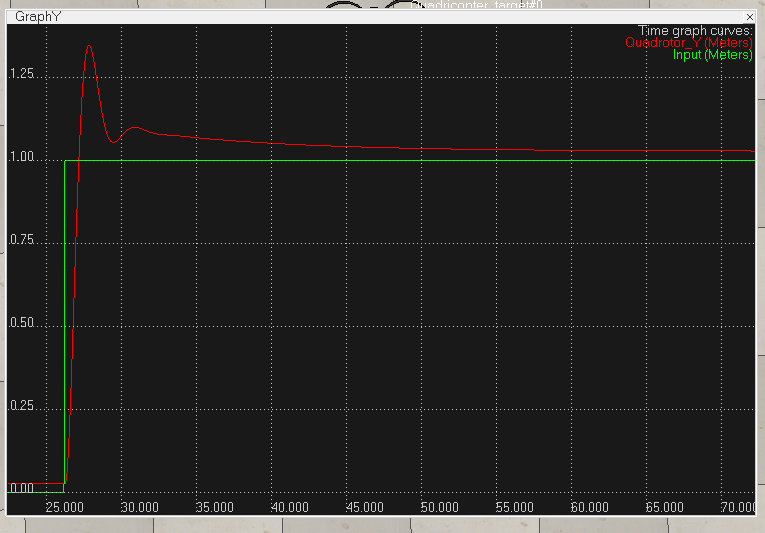 Quadricopter_target#0
GraphY
Time graph curves:
Quadrotor_Y (Meters)
Input (Meters)
1.25
1.00
0.75
0.50
0.25
0.00
25.000 30.000 35.000 40.000 45.000 50.000 55.000 60.000 65.000 70.000